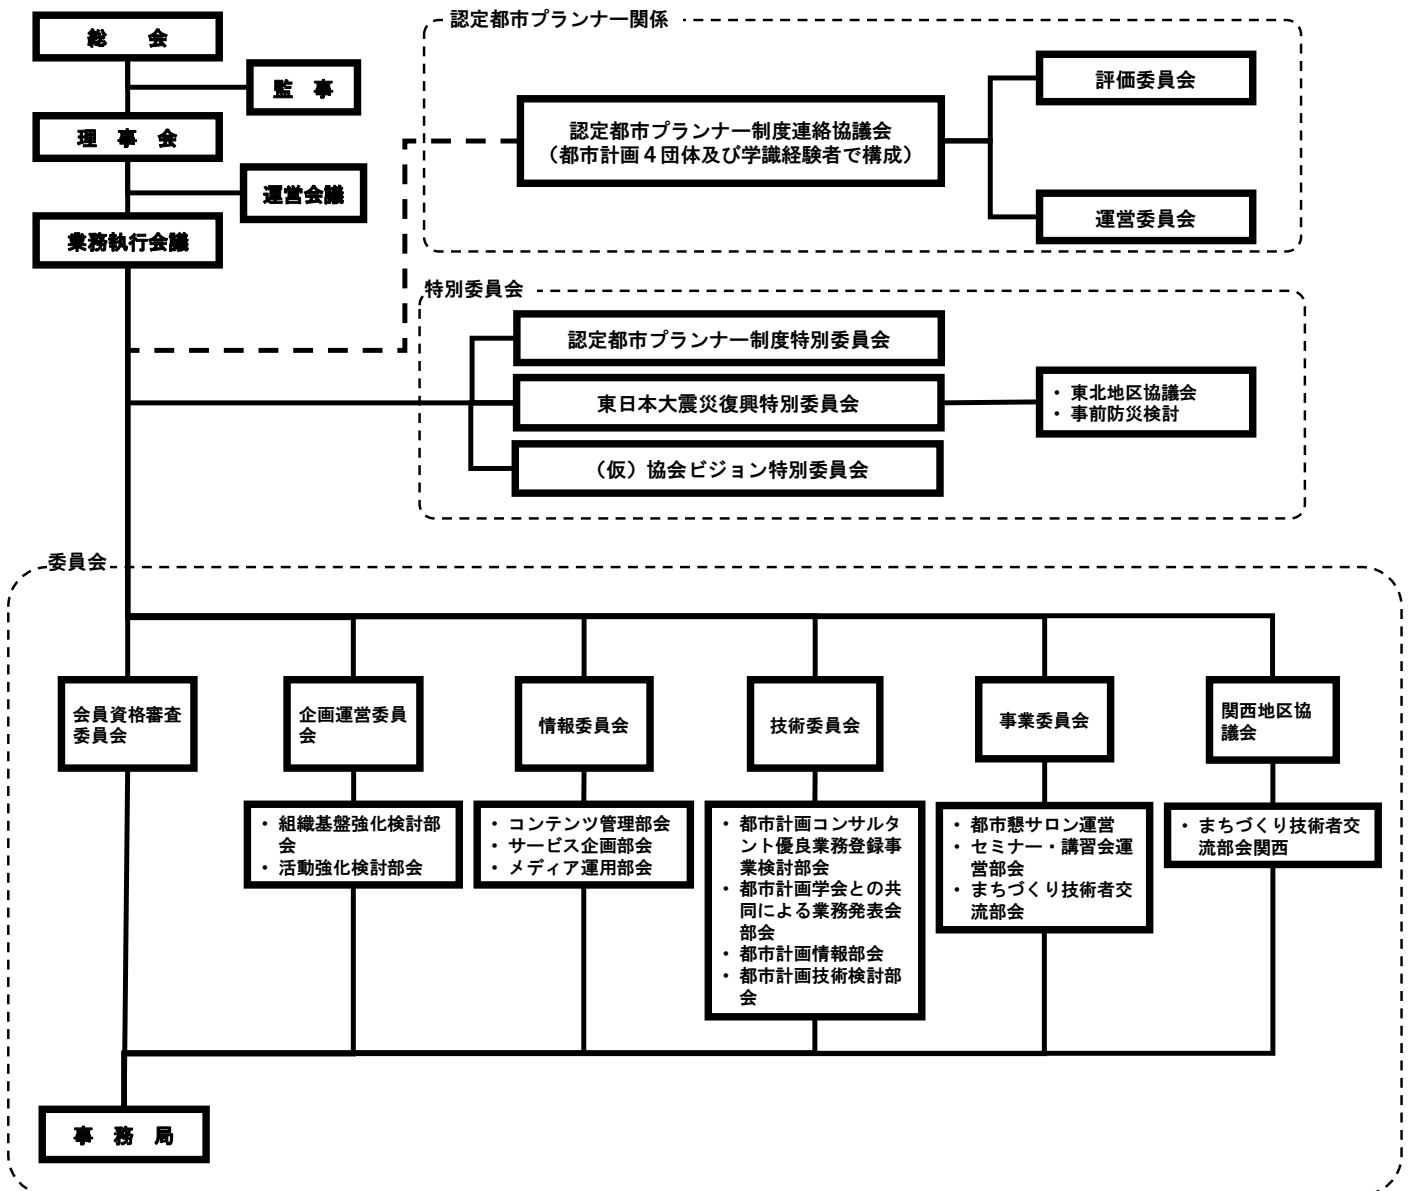 総　会
監　事
理　事　会
運営会議
業務執行会議
認定都市プランナー関係
認定都市プランナー制度連絡協議会
（都市計画４団体及び学識経験者で構成）
評価委員会
運営委員会
特別委員会
認定都市プランナー制度特別委員会
東日本大震災復興特別委員会
・ 東北地区協議会
・ 事前防災検討
（仮）協会ビジョン特別委員会
委員会
会員資格審査
委員会
企画運営委員
会
・ 組織基盤強化検討部
会
・ 活動強化検討部会
情報委員会
・ コンテンツ管理部会
・ サービス企画部会
・ メディア運用部会
技術委員会
・ 都市計画コンサルタ
ント優良業務登録事
業検討部会
・ 都市計画学会との共
同による業務発表会
部会
・ 都市計画情報部会
・ 都市計画技術検討部
会
事業委員会
・ 都市懇サロン運営
・ セミナー・講習会運
営部会
・ まちづくり技術者交
流部会
関西地区協
議会
・ まちづくり技術者交
流部会関西
事　務　局